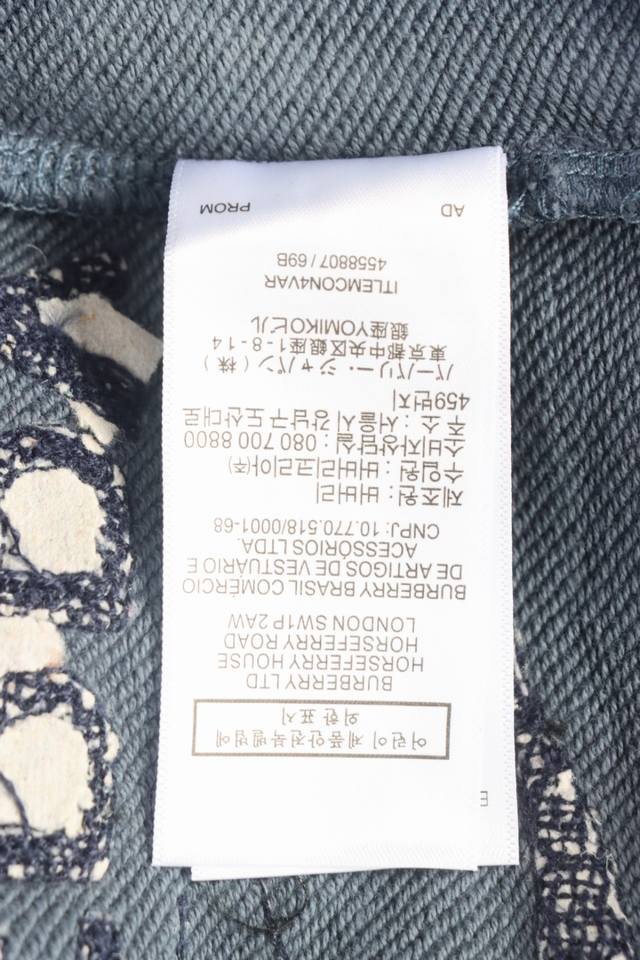 E
어린이 제품안전특별법에
의한 표시
BURBERRY LTD
HORSEFERRY HOUSE
HORSEFERRY ROAD
LONDON SW1P 2AW
BURBERRY BRASIL COMÉRCIO
DE ARTIGOS DE VESTUÁRIO E
ACESSÓRIOS LTDA.
CNPJ: 10.770.518/0001-68
제조원 : 버버리
수입원 : 버버리코리아㈜
소비자상담실 : 080 700 8800
주 소 : 서울시 강남구 도산대로
459번지
バーバリー・ジャパン（株）
東京都中央区銀座1-8-14
銀座YOMIKOビル
ITLEMCON4VAR
4558807 / 69B
AD PROM